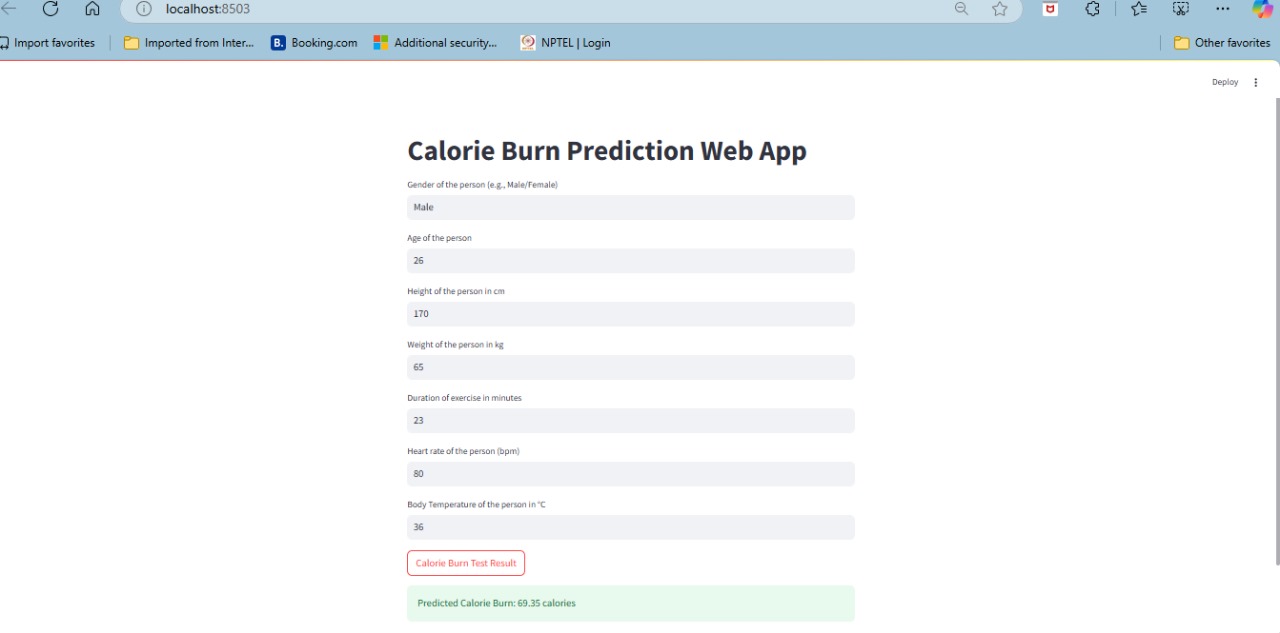 localhost:8503
Import favorites
Imported from Inter...
B. Booking.com
Additional security...
NPTEL | Login
Other favorites
Deploy
Calorie Burn Prediction Web App
Gender of the person (e.g., Male/Female)
Male
Age of the person
26
Height of the person in cm
170
Weight of the person in kg
65
Duration of exercise in minutes
23
Heart rate of the person (bpm)
80
Body Temperature of the person in °C
36
Calorie Burn Test Result
Predicted Calorie Burn: 69.35 calories